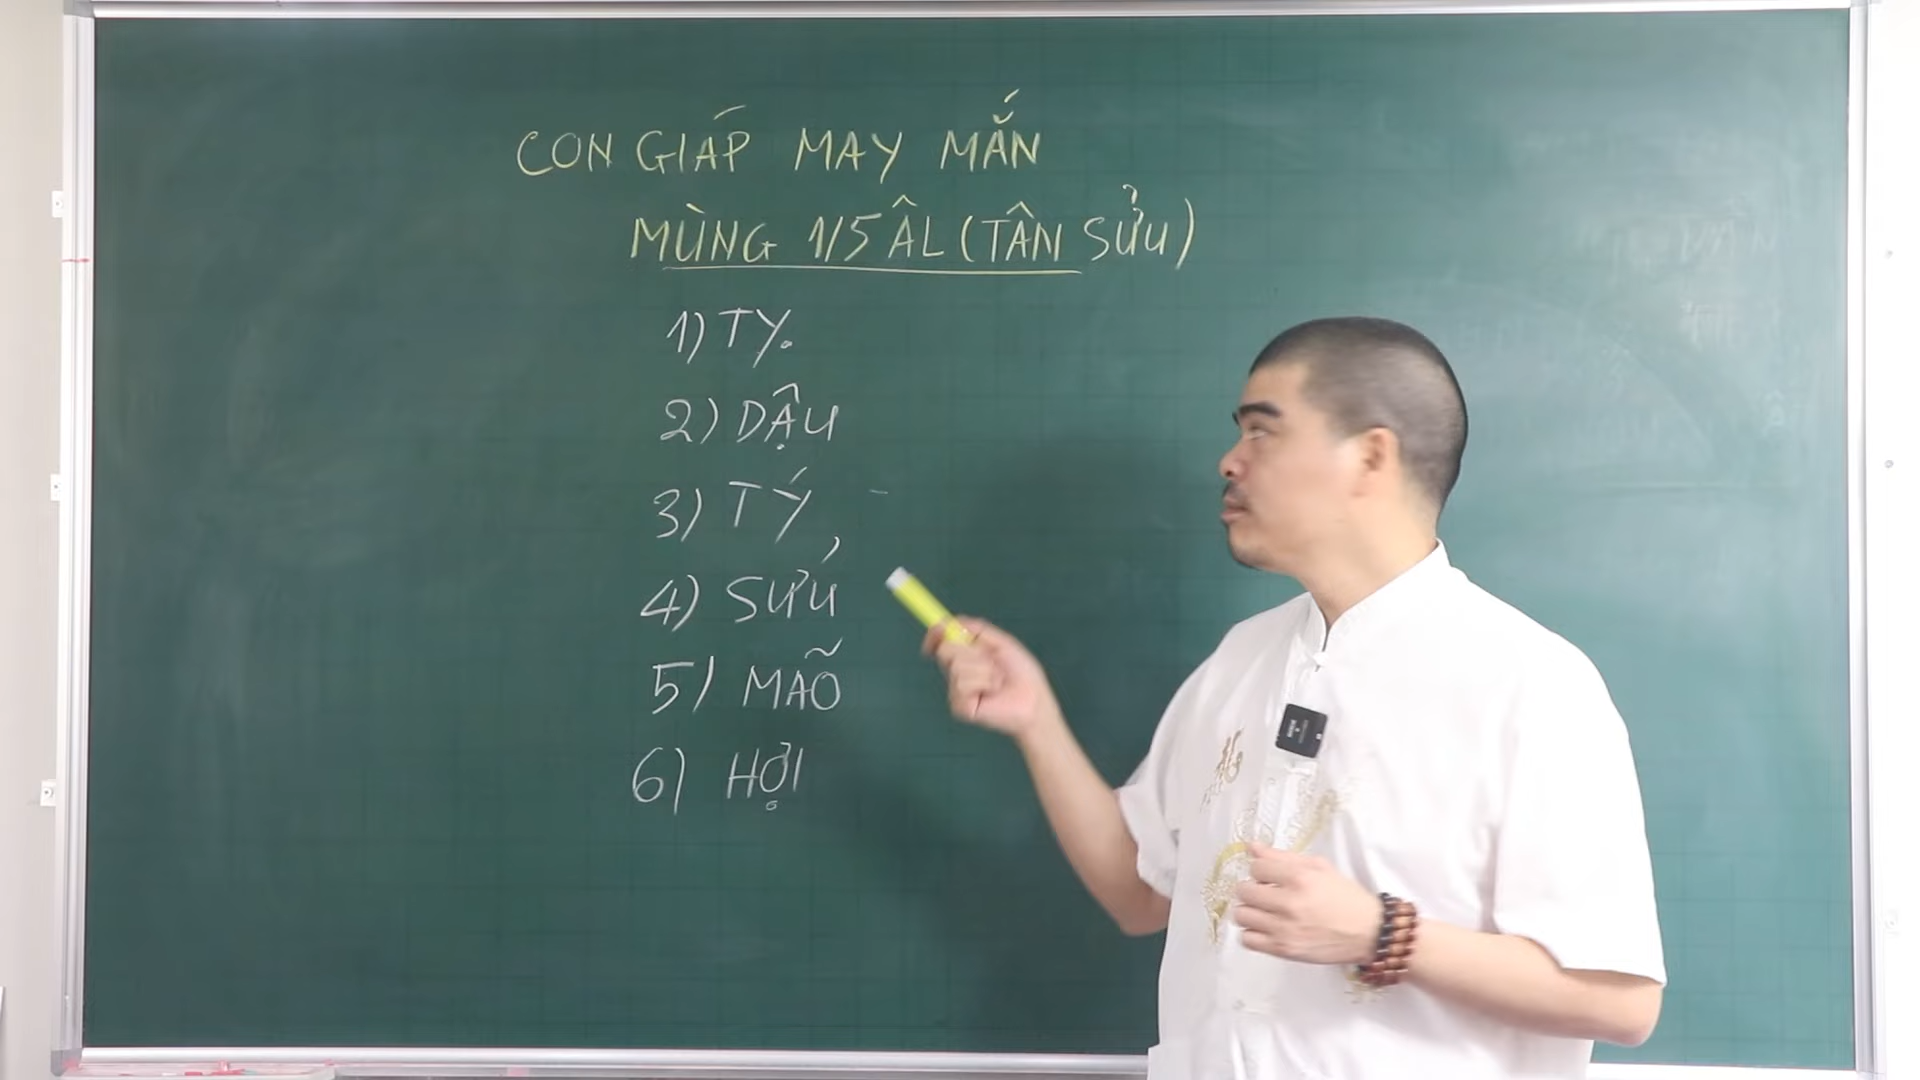 CON GIÁP MAY MẮN
MÙNG 1/5 ÂL (TÂN SỬU)
1) TỴ
2) DẬU
3) TÝ
4) SỬU
5) MÃO
6) HỢI